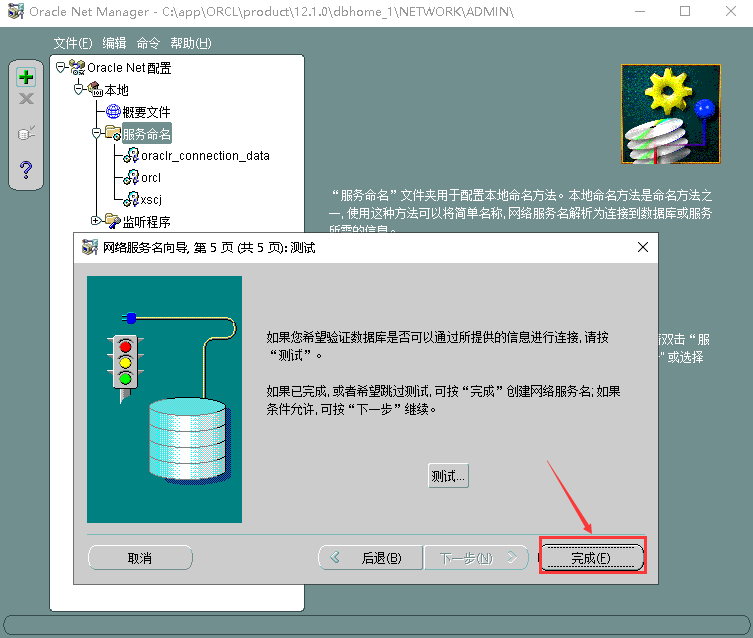 Oracle Net Manager - C:\app\ORCL\product\12.1.0\dbhome_1\NETWORK\ADMIN\
文件(F) 编辑 命令 帮助(H)
Oracle Net 配置
本地
概要文件
服务命名
oraclr_connection_data
orcl
xscj
监听程序
“服务命名”文件夹用于配置本地命名方法。本地命名方法是命名方法之
一, 使用这种方法可以将简单名称, 网络服务名解析为连接到数据库或服务
所需的信息。
双击“服
”或选择
网络服务名向导, 第 5 页 (共 5 页): 测试
如果您希望验证数据库是否可以通过所提供的信息进行连接, 请按
“测试”。
如果已完成, 或者希望跳过测试, 可按“完成”创建网络服务名; 如果
条件允许, 可按“下一步”继续。
测试...
取消
后退(B)
下一步(N)
完成(F)